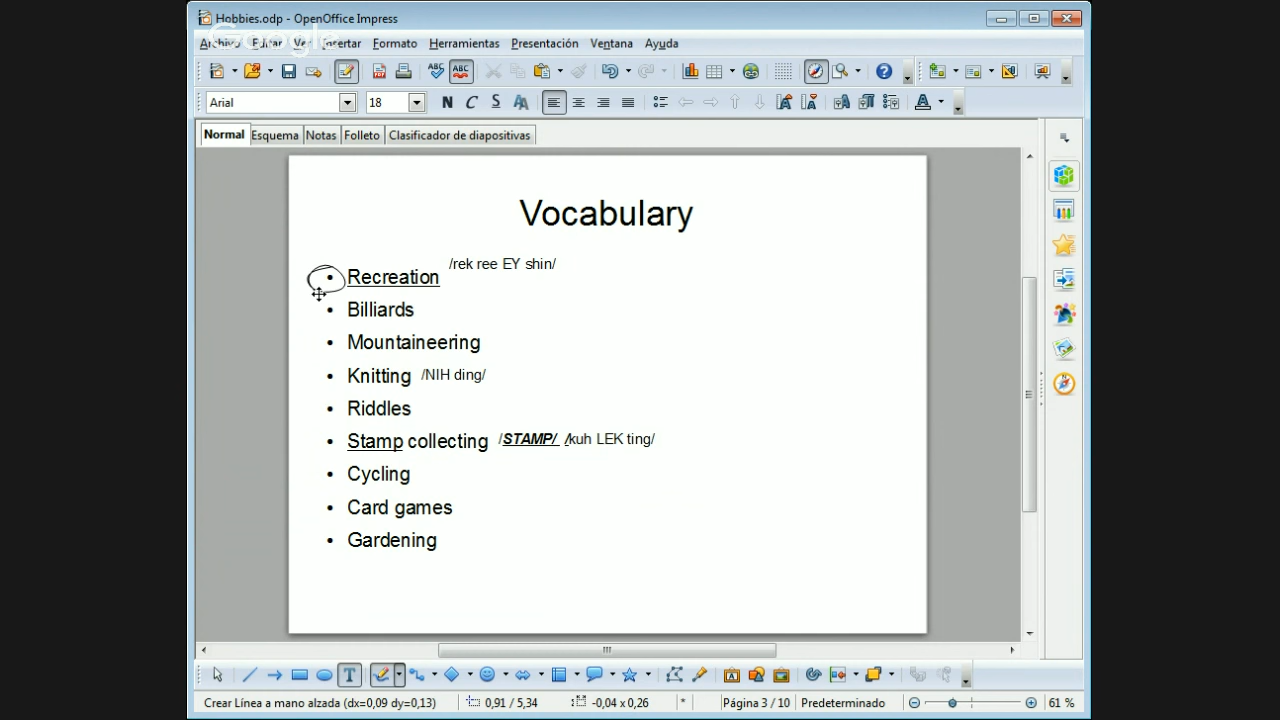 Hobbies.odp - OpenOffice Impress
Google
Archivo Editar Ver Insertar Formato Herramientas Presentación Ventana Ayuda
Arial 18 N C S
Normal Esquema Notas Folleto Clasificador de diapositivas
Vocabulary
• Recreation /rek ree EY shin/
• Billiards
• Mountaineering
• Knitting /NIH ding/
• Riddles
• Stamp collecting /STAMP/ /kuh LEK ting/
• Cycling
• Card games
• Gardening
Crear Línea a mano alzada (dx=0,09 dy=0,13) 0,91 / 5,34 -0,04 x 0,26 * Página 3 / 10 Predeterminado 61 %